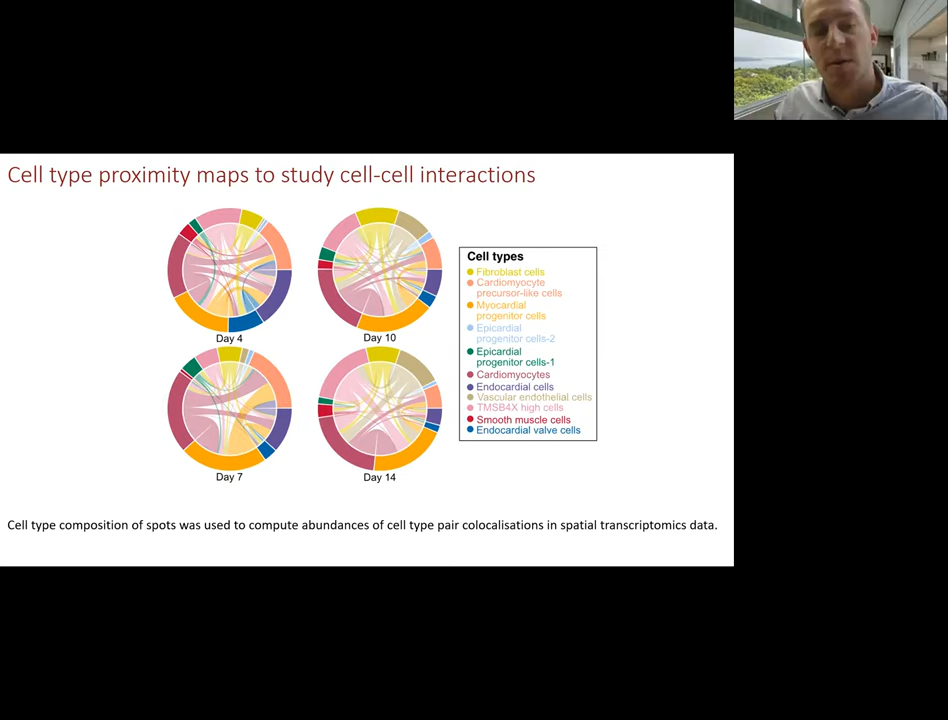 Cell type proximity maps to study cell-cell interactions
Day 4
Day 10
Day 7
Day 14
Cell types
Fibroblast cells
Cardiomyocyte
precursor-like cells
Myocardial
progenitor cells
Epicardial
progenitor cells-2
Epicardial
progenitor cells-1
Cardiomyocytes
Endocardial cells
Vascular endothelial cells
TMSB4X high cells
Smooth muscle cells
Endocardial valve cells
Cell type composition of spots was used to compute abundances of cell type pair colocalisations in spatial transcriptomics data.